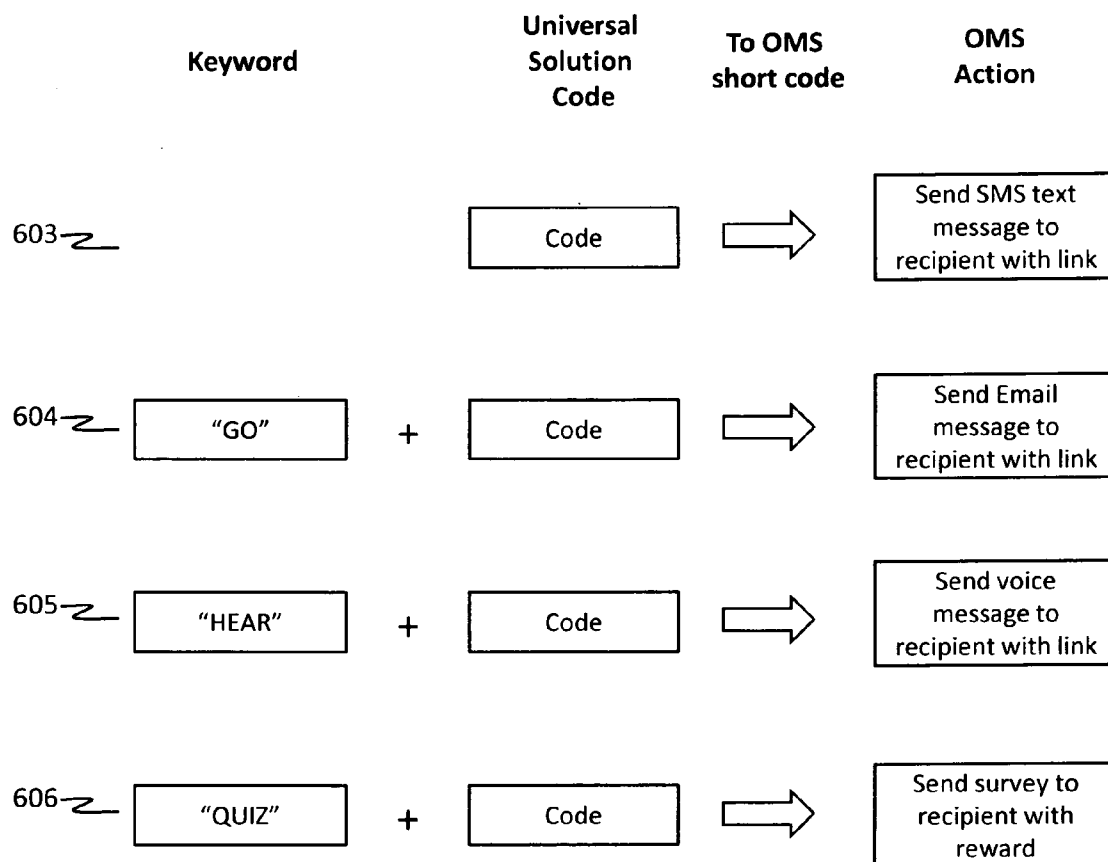 Keyword
Universal
Solution
Code
To OMS
short code
OMS
Action
603
Code
Send SMS text
message to
recipient with link
604
“GO”
+
Code
Send Email
message to
recipient with link
605
“HEAR”
+
Code
Send voice
message to
recipient with link
606
“QUIZ”
+
Code
Send survey to
recipient with
reward